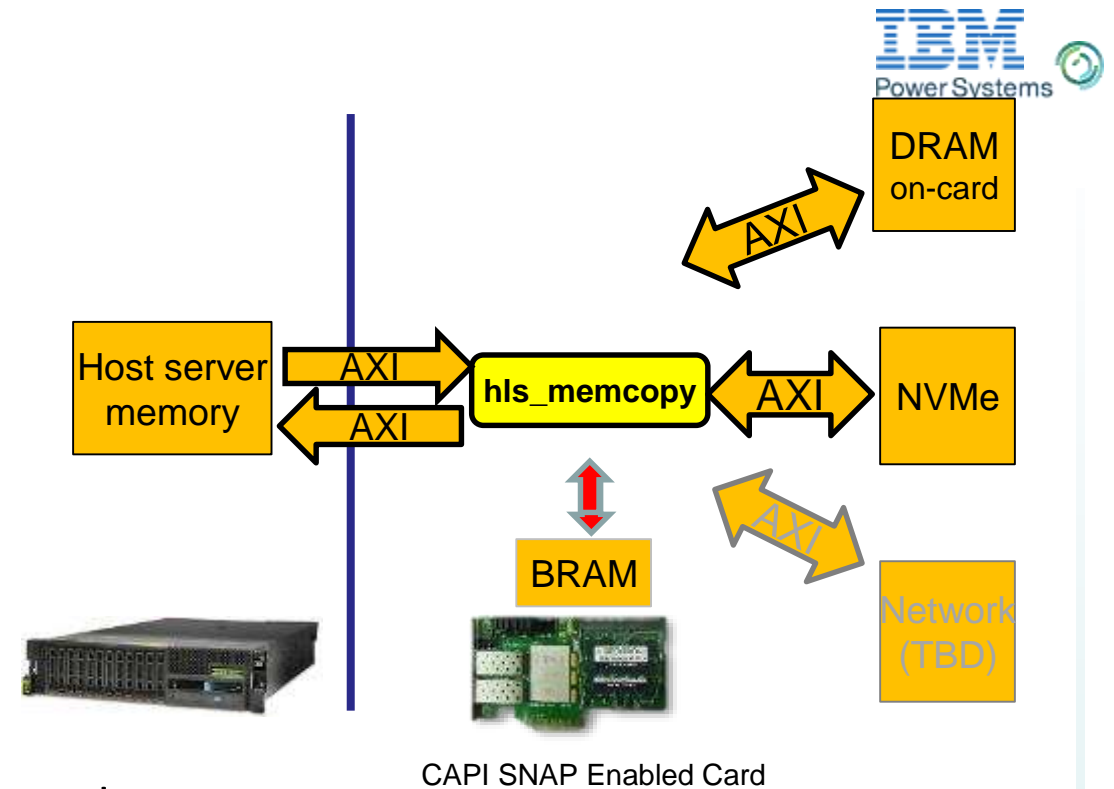 IBM
Power Systems
DRAM
on-card
AXI
Host server
memory
AXI
AXI
hls_memcopy
AXI
NVMe
AXI
BRAM
Network
(TBD)
CAPI SNAP Enabled Card